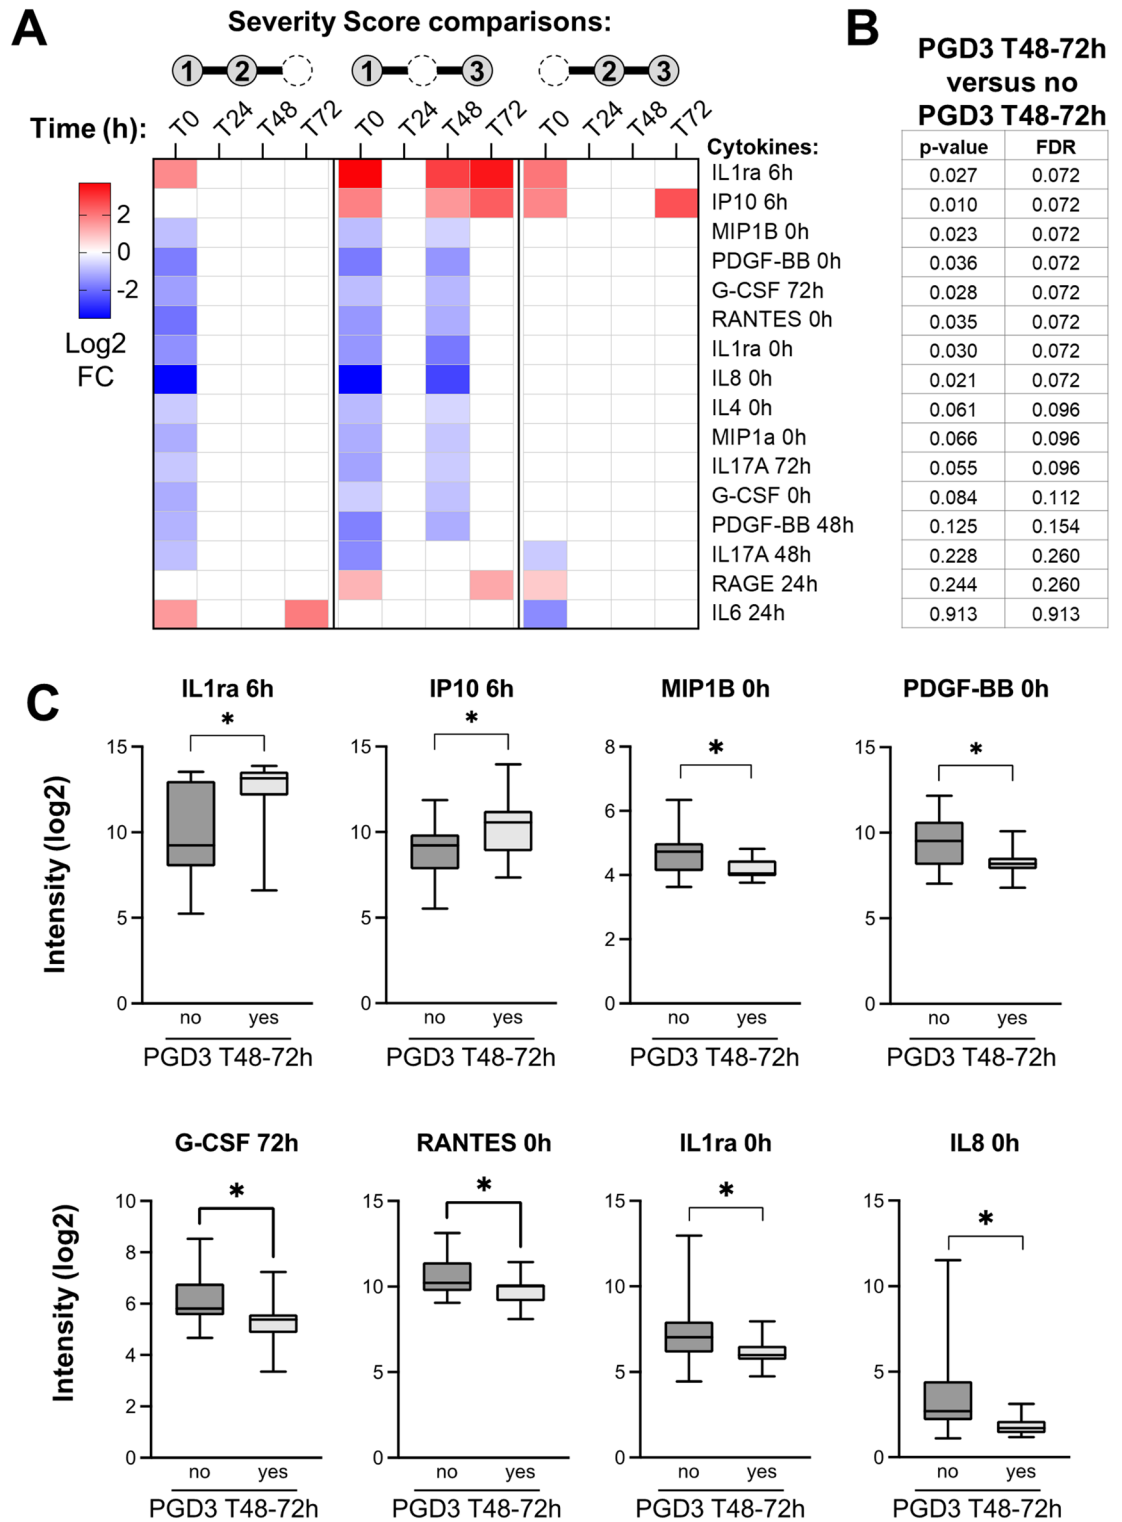 A
Severity Score comparisons:
1 2
1 3
2 3
Time (h):
T0 T24 T48 T72 T0 T24 T48 T72 T0 T24 T48 T72
Cytokines:
2
0
-2
Log2
FC
IL1ra 6h
IP10 6h
MIP1B 0h
PDGF-BB 0h
G-CSF 72h
RANTES 0h
IL1ra 0h
IL8 0h
IL4 0h
MIP1a 0h
IL17A 72h
G-CSF 0h
PDGF-BB 48h
IL17A 48h
RAGE 24h
IL6 24h
B
PGD3 T48-72h
versus no
PGD3 T48-72h
p-value FDR
0.027 0.072
0.010 0.072
0.023 0.072
0.036 0.072
0.028 0.072
0.035 0.072
0.030 0.072
0.021 0.072
0.061 0.096
0.066 0.096
0.055 0.096
0.084 0.112
0.125 0.154
0.228 0.260
0.244 0.260
0.913 0.913
C
Intensity (log2)
IL1ra 6h
*
15
10
5
0
no yes
PGD3 T48-72h
IP10 6h
*
15
10
5
0
no yes
PGD3 T48-72h
MIP1B 0h
*
8
6
4
2
0
no yes
PGD3 T48-72h
PDGF-BB 0h
*
15
10
5
0
no yes
PGD3 T48-72h
Intensity (log2)
G-CSF 72h
*
10
8
6
4
2
0
no yes
PGD3 T48-72h
RANTES 0h
*
15
10
5
0
no yes
PGD3 T48-72h
IL1ra 0h
*
15
10
5
0
no yes
PGD3 T48-72h
IL8 0h
*
15
10
5
0
no yes
PGD3 T48-72h